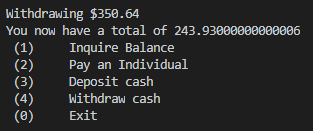 Withdrawing $350.64
You now have a total of 243.93000000000006
(1) Inquire Balance
(2) Pay an Individual
(3) Deposit cash
(4) Withdraw cash
(0) Exit